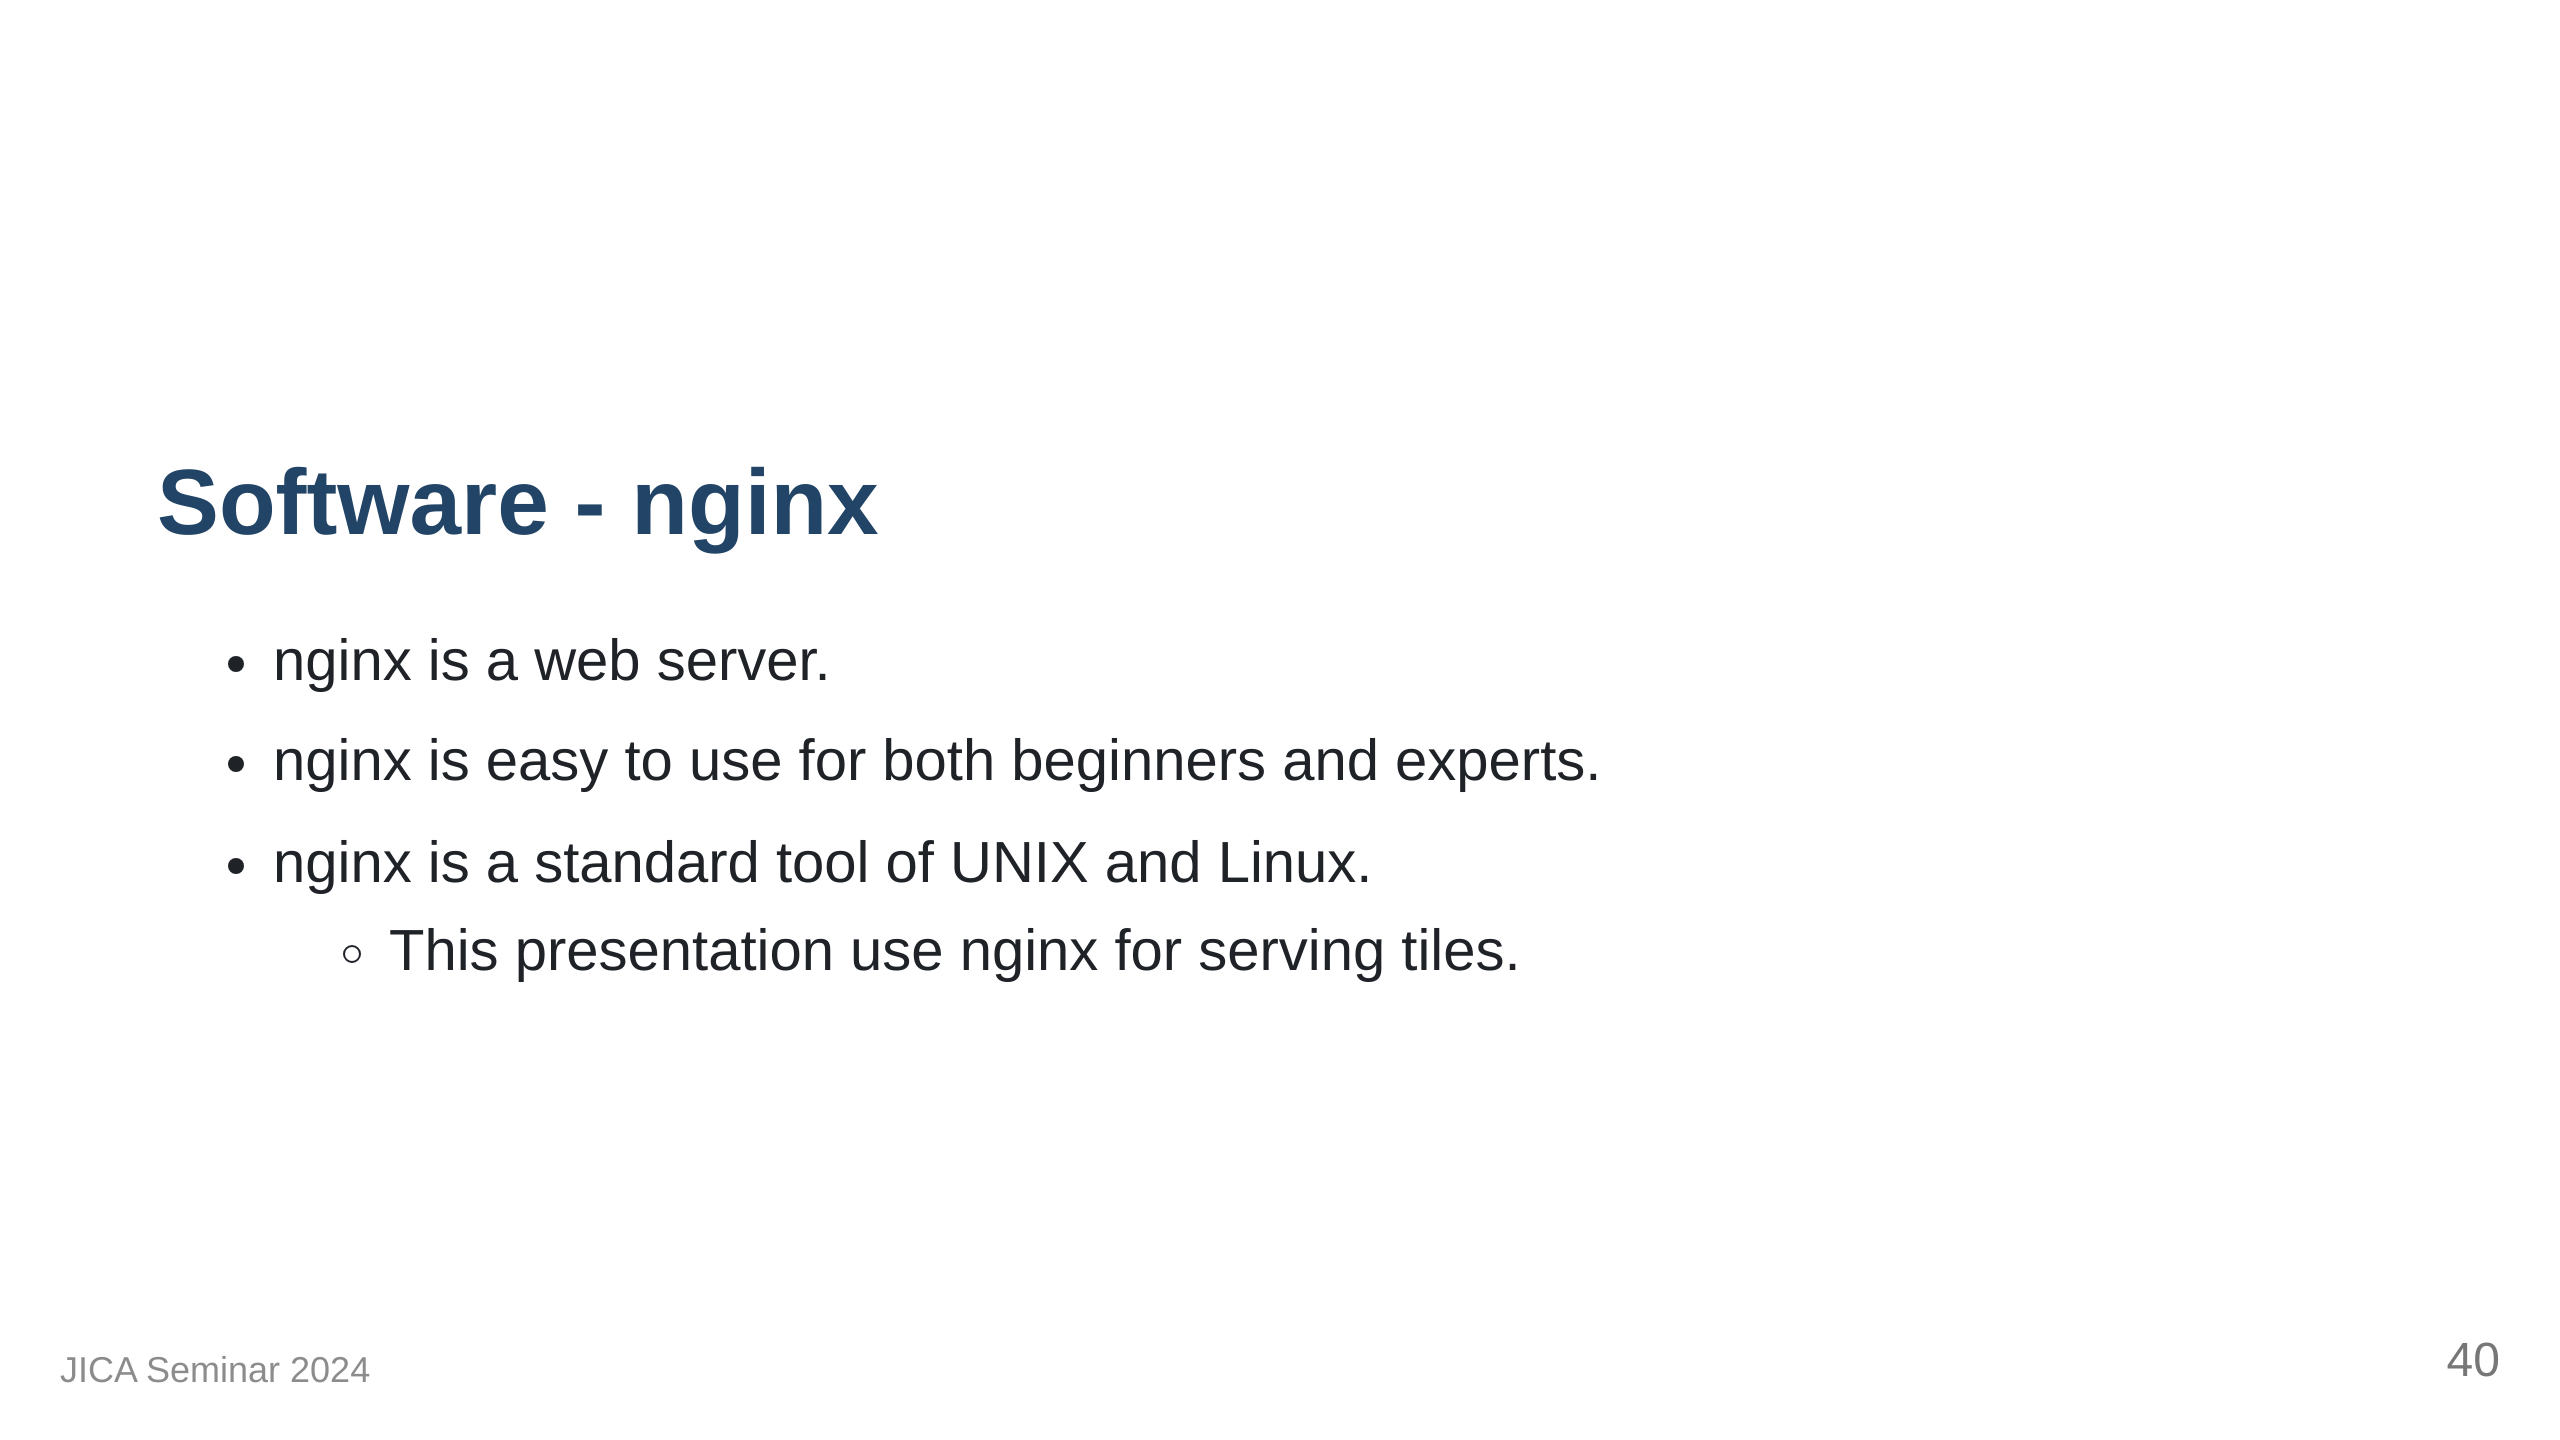 Software - nginx
nginx is a web server.
nginx is easy to use for both beginners and experts.
nginx is a standard tool of UNIX and Linux.
This presentation use nginx for serving tiles.
JICA Seminar 2024
40